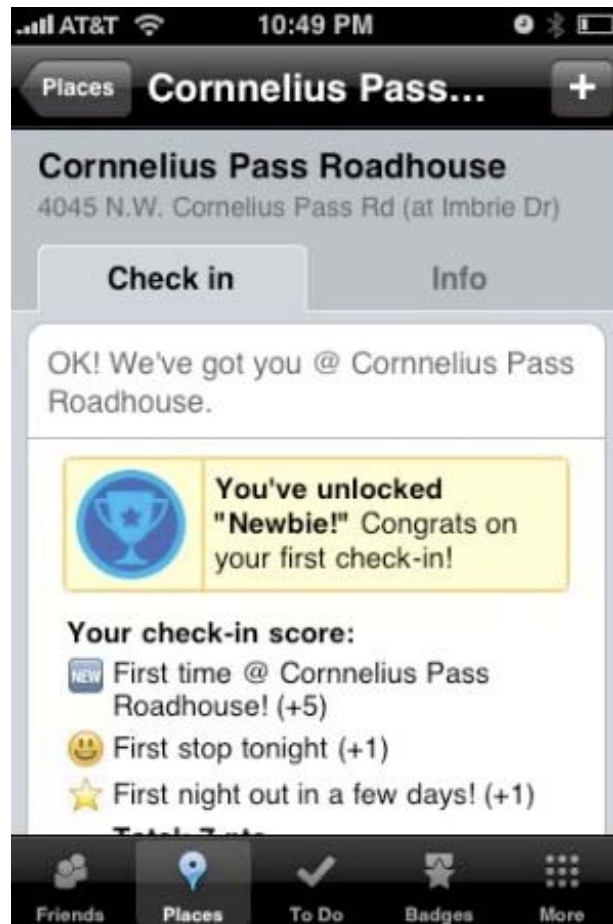 AT&T 10:49 PM
Places Cornnelius Pass... +
Cornnelius Pass Roadhouse
4045 N.W. Cornelius Pass Rd (at Imbrie Dr)
Check in Info
OK! We've got you @ Cornnelius Pass
Roadhouse.
You've unlocked
"Newbie!" Congrats on
your first check-in!
Your check-in score:
NEW First time @ Cornnelius Pass
Roadhouse! (+5)
First stop tonight (+1)
First night out in a few days! (+1)
Total: 7 pts
Friends Places To Do Badges More